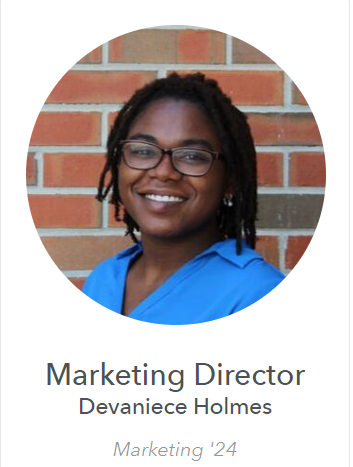 Marketing Director
Devaniece Holmes
Marketing '24